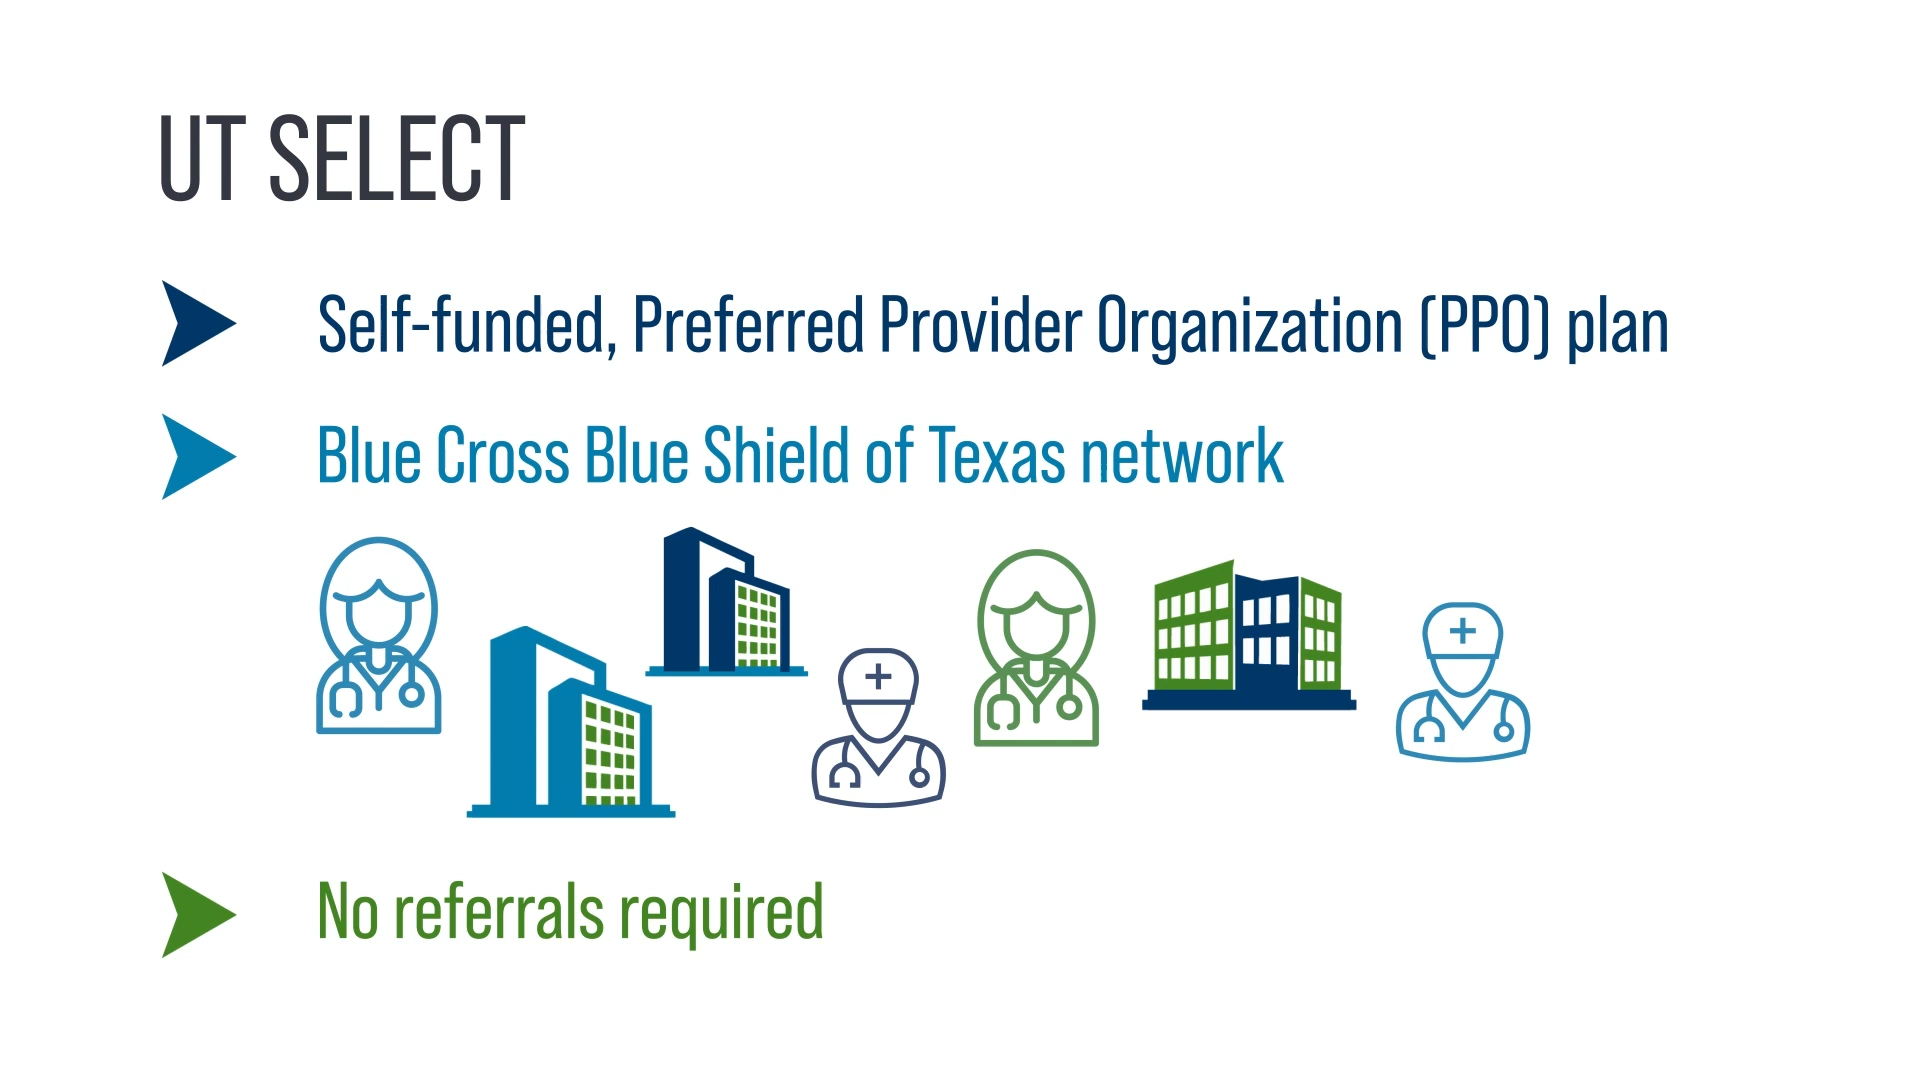 UT SELECT
Self-funded, Preferred Provider Organization (PPO) plan
Blue Cross Blue Shield of Texas network
No referrals required